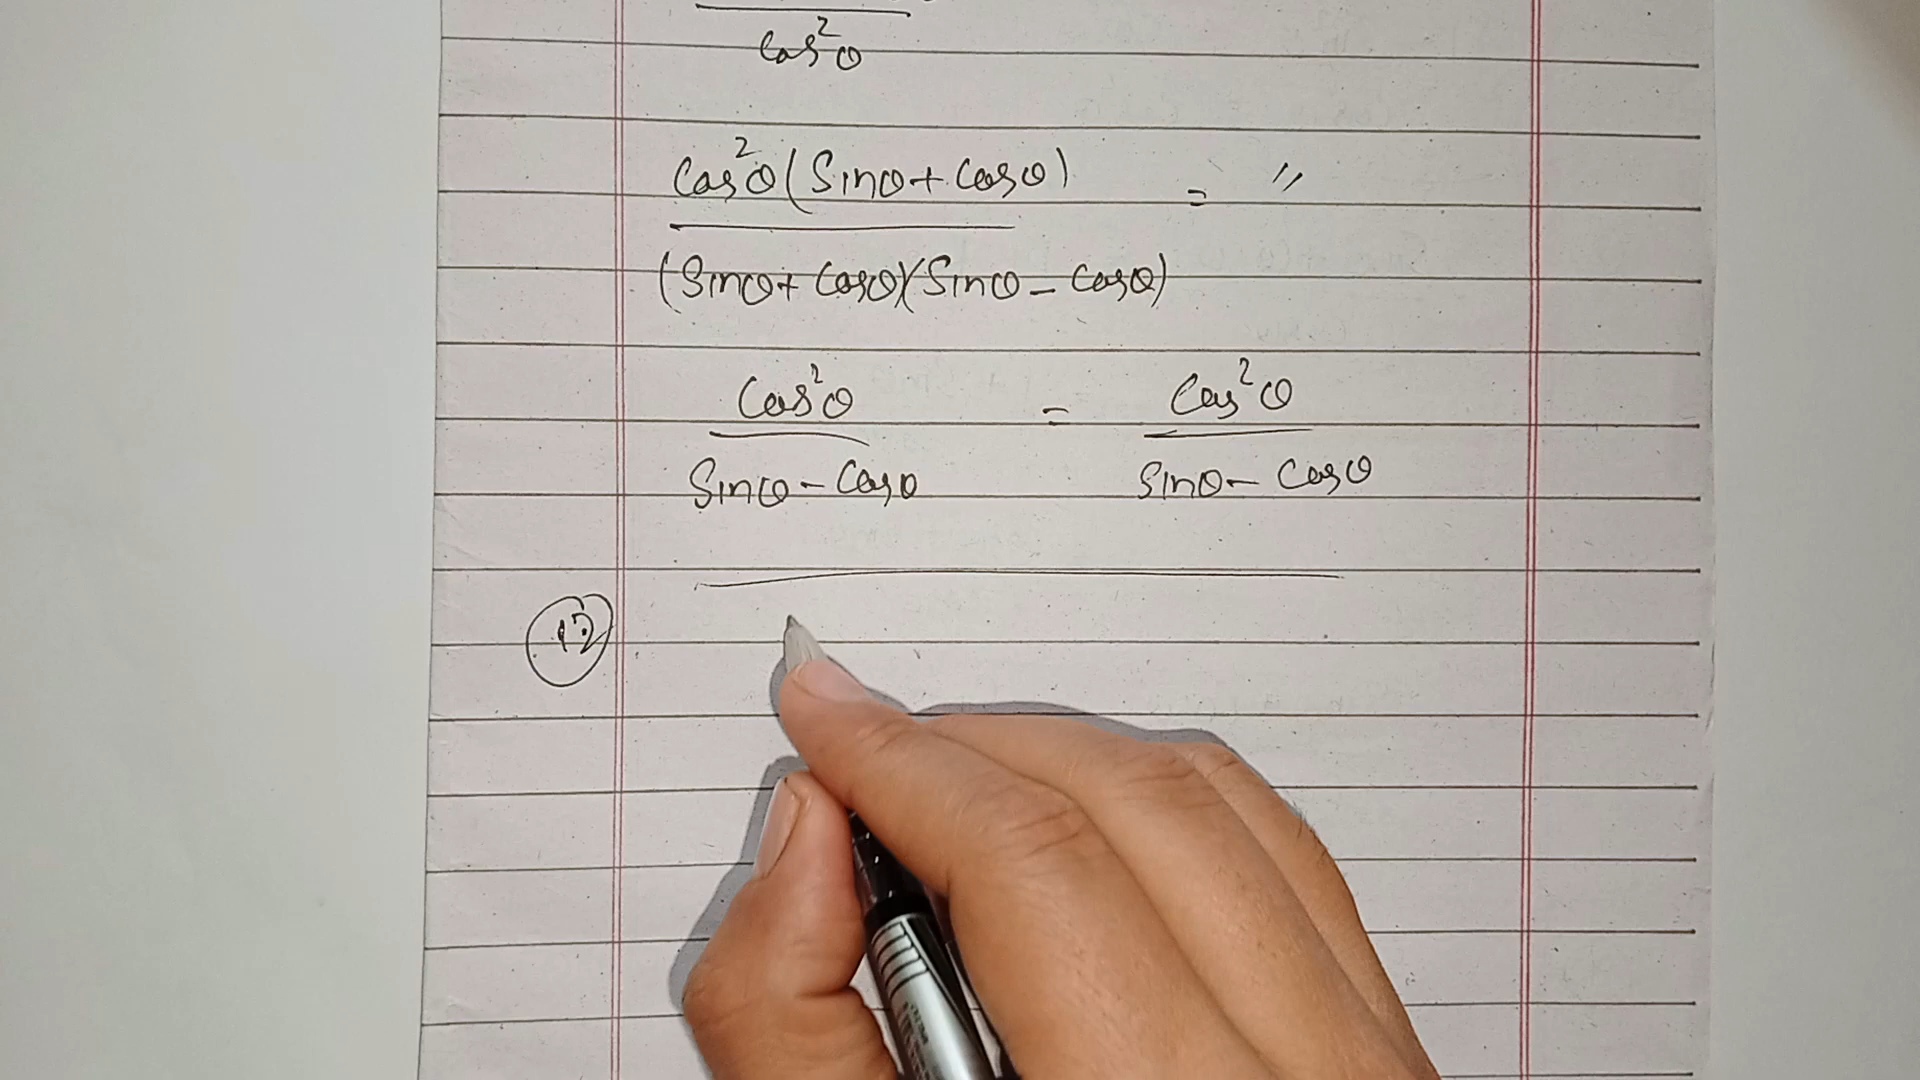 cos²θ
cos²θ(sinθ+cosθ) = 〃
(sinθ+cosθ)(sinθ-cosθ)
cos²θ = cos²θ
sinθ-cosθ sinθ-cosθ
12